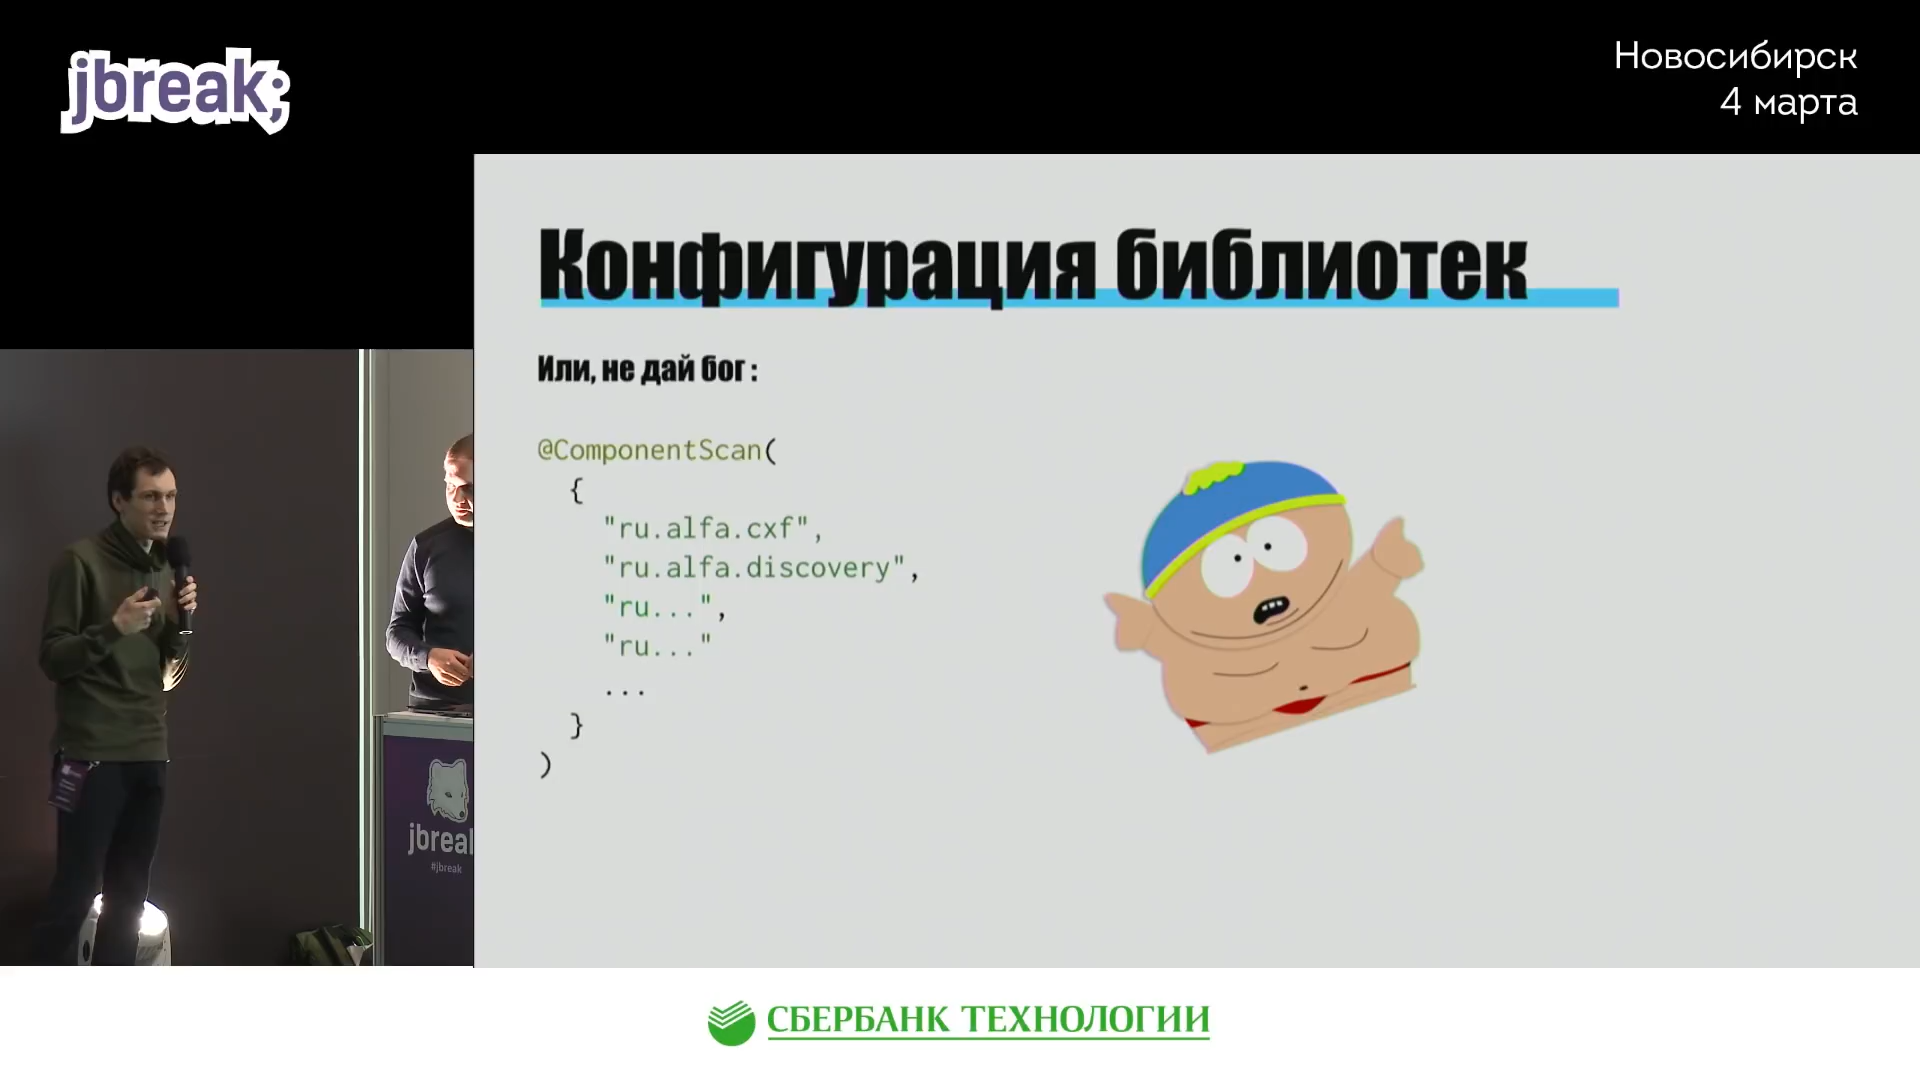 jbreak;
Новосибирск
4 марта
Конфигурация библиотек
Или, не дай бог :
@ComponentScan(
{
"ru.alfa.cxf",
"ru.alfa.discovery",
"ru...",
"ru..."
...
}
)
jbreak
#jbreak
СБЕРБАНК ТЕХНОЛОГИИ